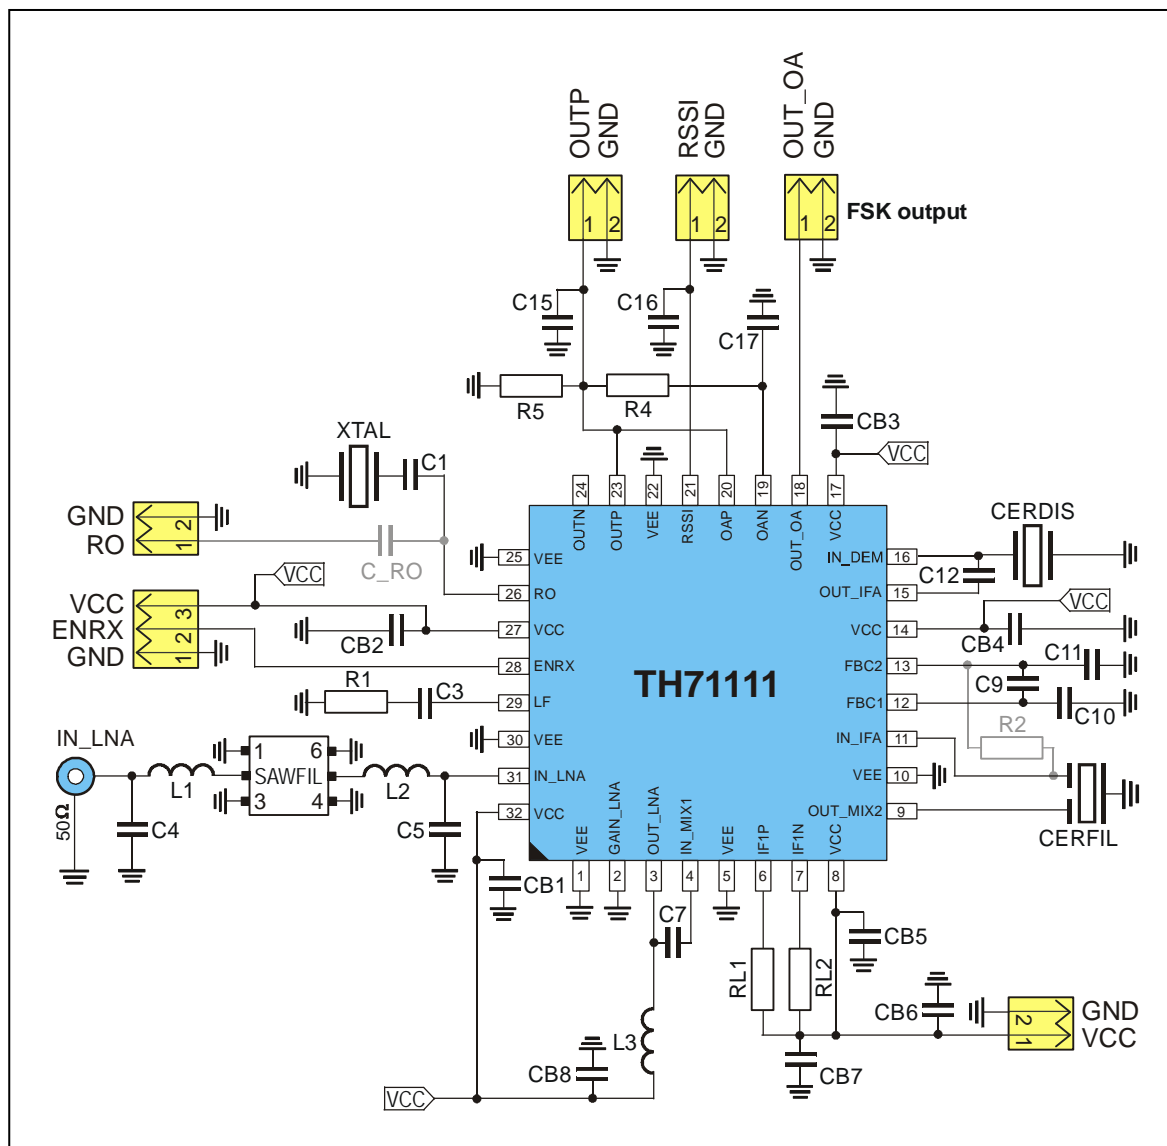 OUTP
GND
RSSI
GND
OUT_OA
GND
1
2
1
2
1
2
FSK output
C15
C16
C17
R5
R4
CB3
VCC
XTAL
C1
GND
RO
2
1
C_RO
VCC
VCC
ENRX
GND
3
2
1
CB2
R1
C3
IN_LNA
50Ω
C4
L1
1
6
SAWFIL
3
4
L2
C5
24
23
22
21
20
19
18
17
OUTN
OUTP
VEE
RSSI
OAP
OAN
OUT_OA
VCC
25
VEE
26
RO
27
VCC
28
ENRX
29
LF
30
VEE
31
IN_LNA
32
VCC
TH71111
IN_DEM
16
OUT_IFA
15
VCC
14
FBC2
13
FBC1
12
IN_IFA
11
VEE
10
OUT_MIX2
9
VEE
GAIN_LNA
OUT_LNA
IN_MIX1
VEE
IF1P
IF1N
VCC
1
2
3
4
5
6
7
8
CERDIS
C12
VCC
CB4
C11
C9
C10
R2
CERFIL
CB1
C7
CB5
RL1
RL2
CB6
GND
VCC
2
1
L3
CB8
CB7
VCC